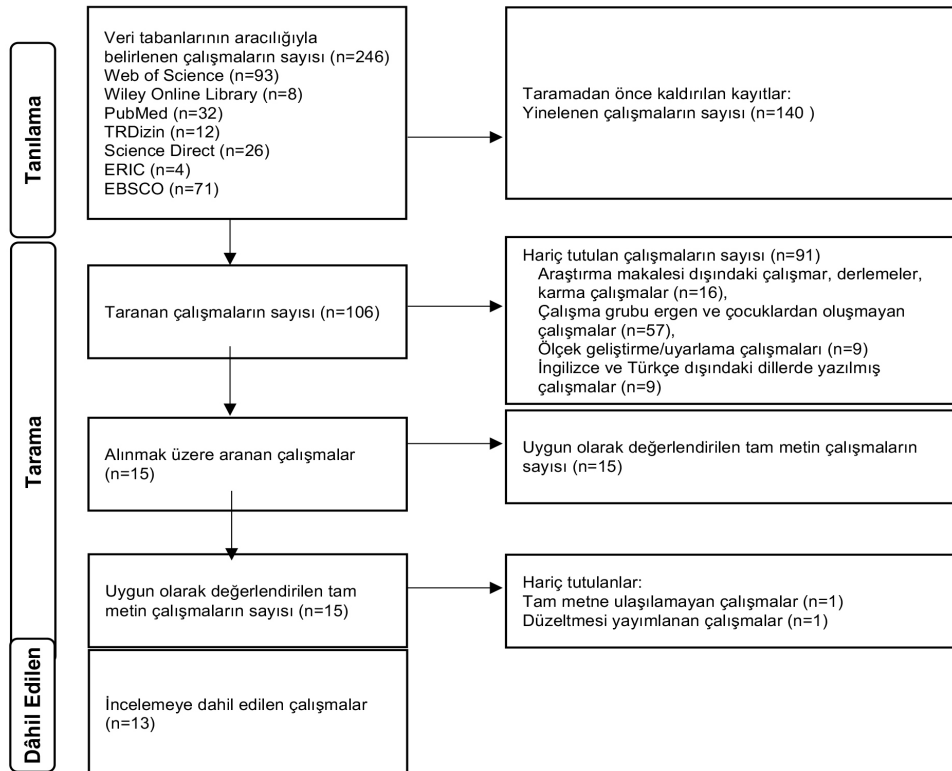 Tanılama
Veri tabanlarının aracılığıyla
belirlenen çalışmaların sayısı (n=246)
Web of Science (n=93)
Wiley Online Library (n=8)
PubMed (n=32)
TRDizin (n=12)
Science Direct (n=26)
ERIC (n=4)
EBSCO (n=71)
Taramadan önce kaldırılan kayıtlar:
Yinelenen çalışmaların sayısı (n=140 )
Tarama
Taranan çalışmaların sayısı (n=106)
Hariç tutulan çalışmaların sayısı (n=91)
Araştırma makalesi dışındaki çalışmar, derlemeler,
karma çalışmalar (n=16),
Çalışma grubu ergen ve çocuklardan oluşmayan
çalışmalar (n=57),
Ölçek geliştirme/uyarlama çalışmaları (n=9)
İngilizce ve Türkçe dışındaki dillerde yazılmış
çalışmalar (n=9)
Alınmak üzere aranan çalışmalar
(n=15)
Uygun olarak değerlendirilen tam metin çalışmaların
sayısı (n=15)
Uygun olarak değerlendirilen tam
metin çalışmaların sayısı (n=15)
Hariç tutulanlar:
Tam metne ulaşılamayan çalışmalar (n=1)
Düzeltmesi yayımlanan çalışmalar (n=1)
Dâhil Edilen
İncelemeye dahil edilen çalışmalar
(n=13)